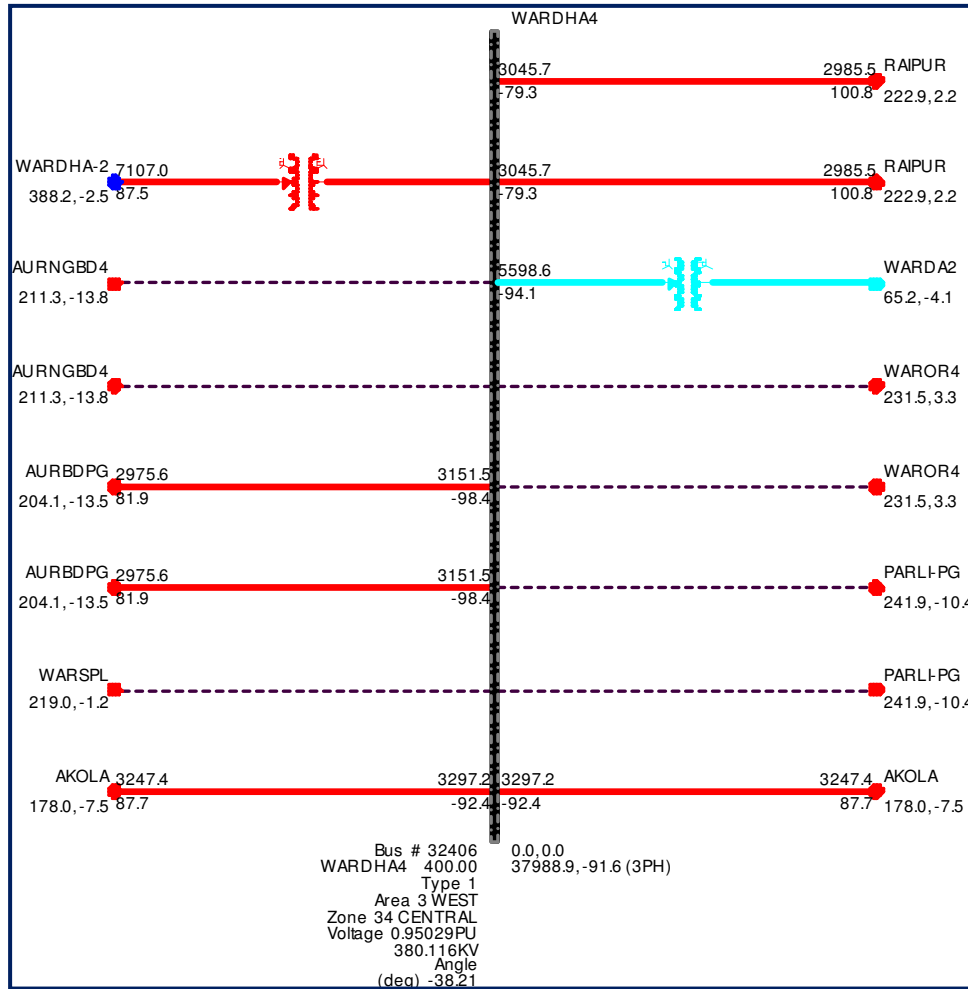 WARDHA4
3045.7 2985.5 RAIPUR
-79.3 100.8 222.9, 2.2
WARDHA-2 7107.0 3045.7 2985.5 RAIPUR
388.2, -2.5 87.5 -79.3 100.8 222.9, 2.2
AURNGBD4 5598.6 WARDA2
211.3, -13.8 -94.1 65.2, -4.1
AURNGBD4 WAROR4
211.3, -13.8 231.5, 3.3
AURBDPG 2975.6 3151.5 WAROR4
204.1, -13.5 81.9 -98.4 231.5, 3.3
AURBDPG 2975.6 3151.5 PARLI-PG
204.1, -13.5 81.9 -98.4 241.9, -10.4
WARSPL PARLI-PG
219.0, -1.2 241.9, -10.4
AKOLA 3247.4 3297.2 3297.2 3247.4 AKOLA
178.0, -7.5 87.7 -92.4 -92.4 87.7 178.0, -7.5
Bus # 32406 0.0, 0.0
WARDHA4 400.00 37988.9, -91.6 (3PH)
Type 1
Area 3 WEST
Zone 34 CENTRAL
Voltage 0.95029PU
380.116KV
Angle
(deg) -38.21